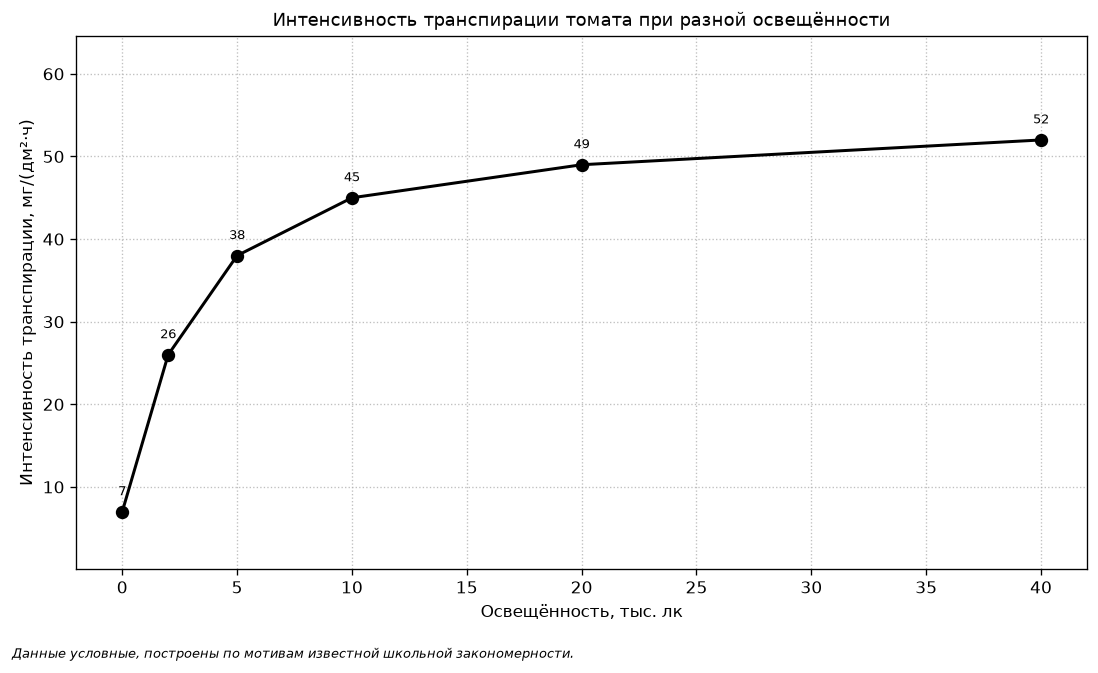 Интенсивность транспирации томата при разной освещённости
Интенсивность транспирации, мг/(дм²·ч)
60
50
40
30
20
10
7
26
38
45
49
52
0 5 10 15 20 25 30 35 40
Освещённость, тыс. лк
Данные условные, построены по мотивам известной школьной закономерности.